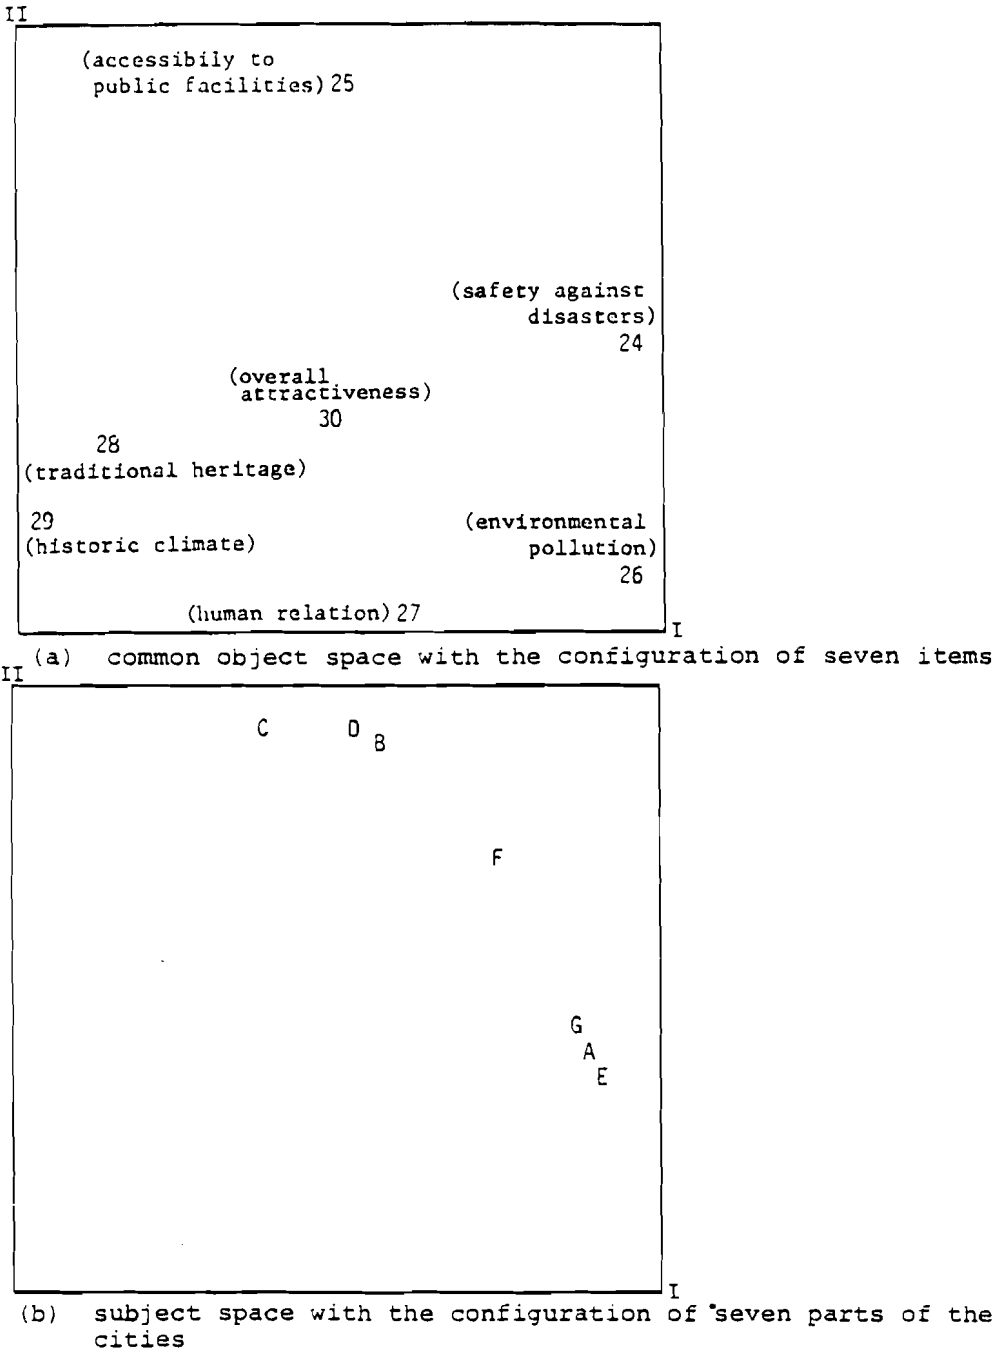 II
(accessibily to
public facilities) 25
(safety against
disasters)
24
(overall
attractiveness)
30
28
(traditional heritage)
29
(historic climate)
(environmental
pollution)
26
(human relation) 27
I
(a) common object space with the configuration of seven items
II
C D B
F
G
A
E
I
(b) subject space with the configuration of seven parts of the
cities